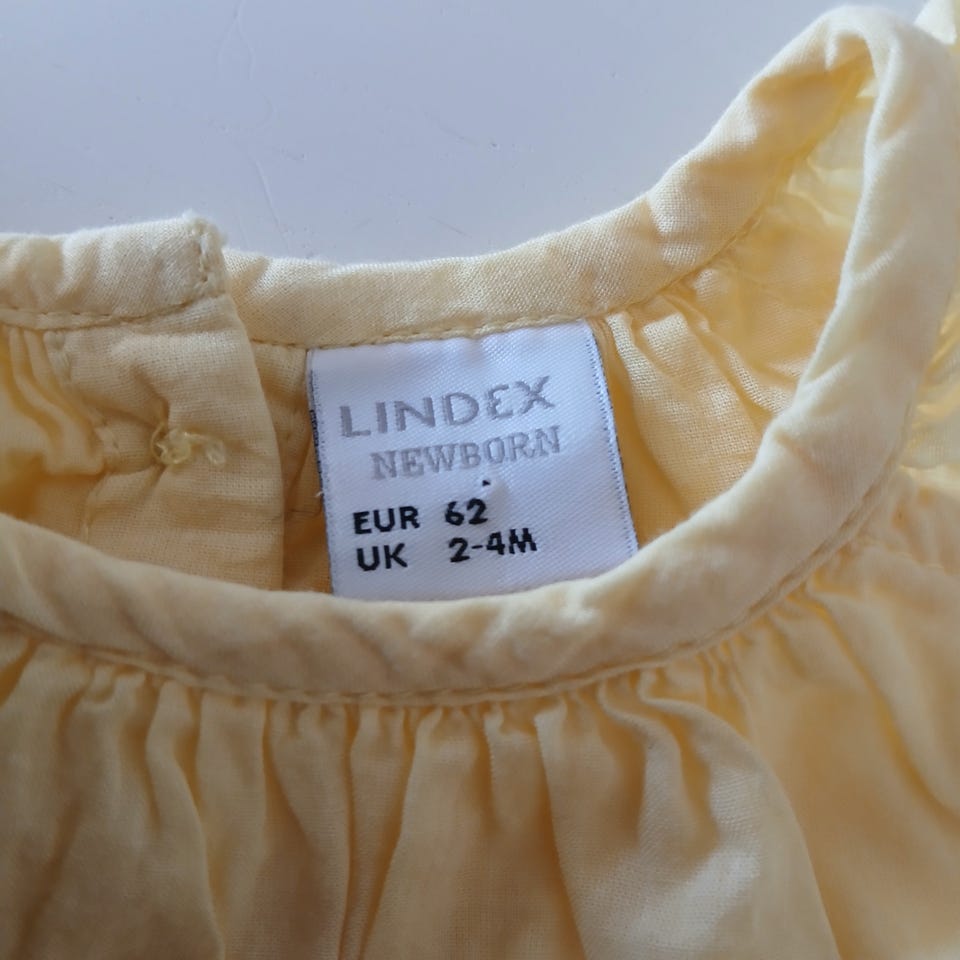 LINDEX
NEWBORN
EUR 62
UK 2-4M